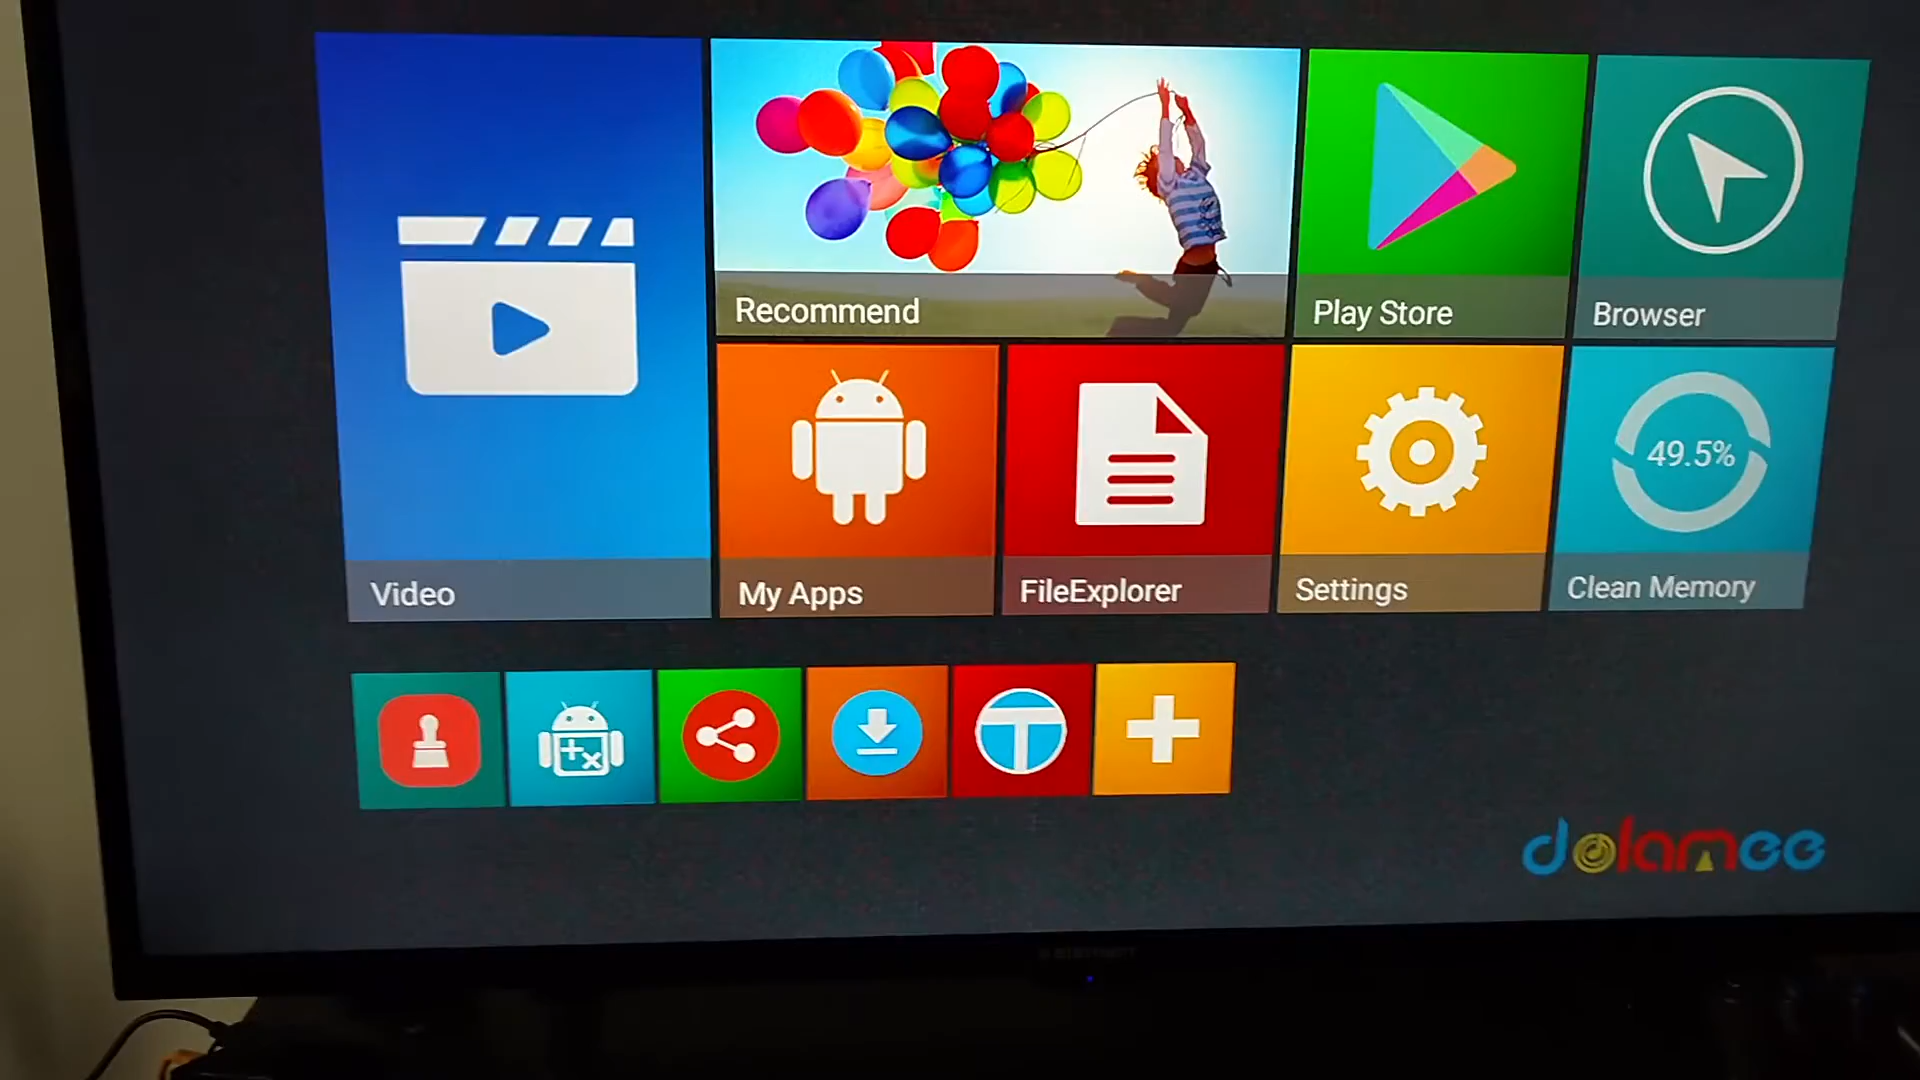 Recommend
Play Store
Browser
49.5%
Video
My Apps
FileExplorer
Settings
Clean Memory
dolamee